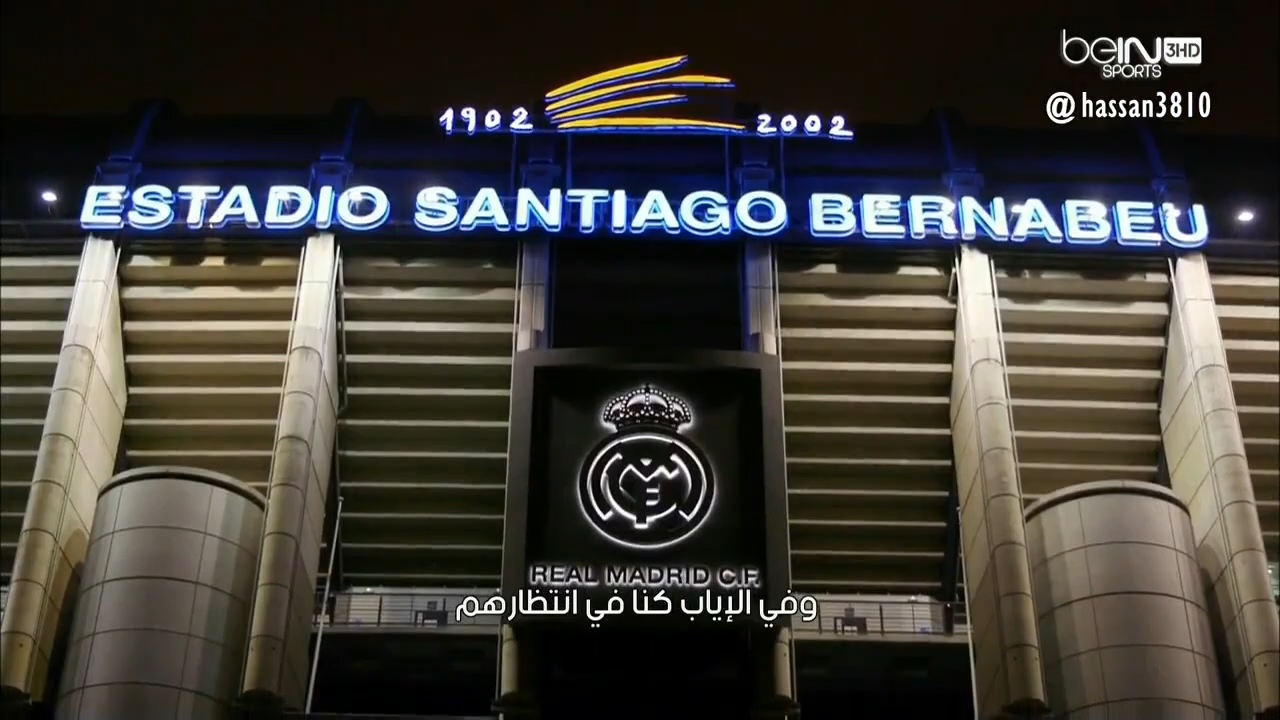 beIN 3HD
SPORTS
@hassan3810
1902 2002
ESTADIO SANTIAGO BERNABEU
REAL MADRID C.F.
وفي الإياب كنا في انتظارهم